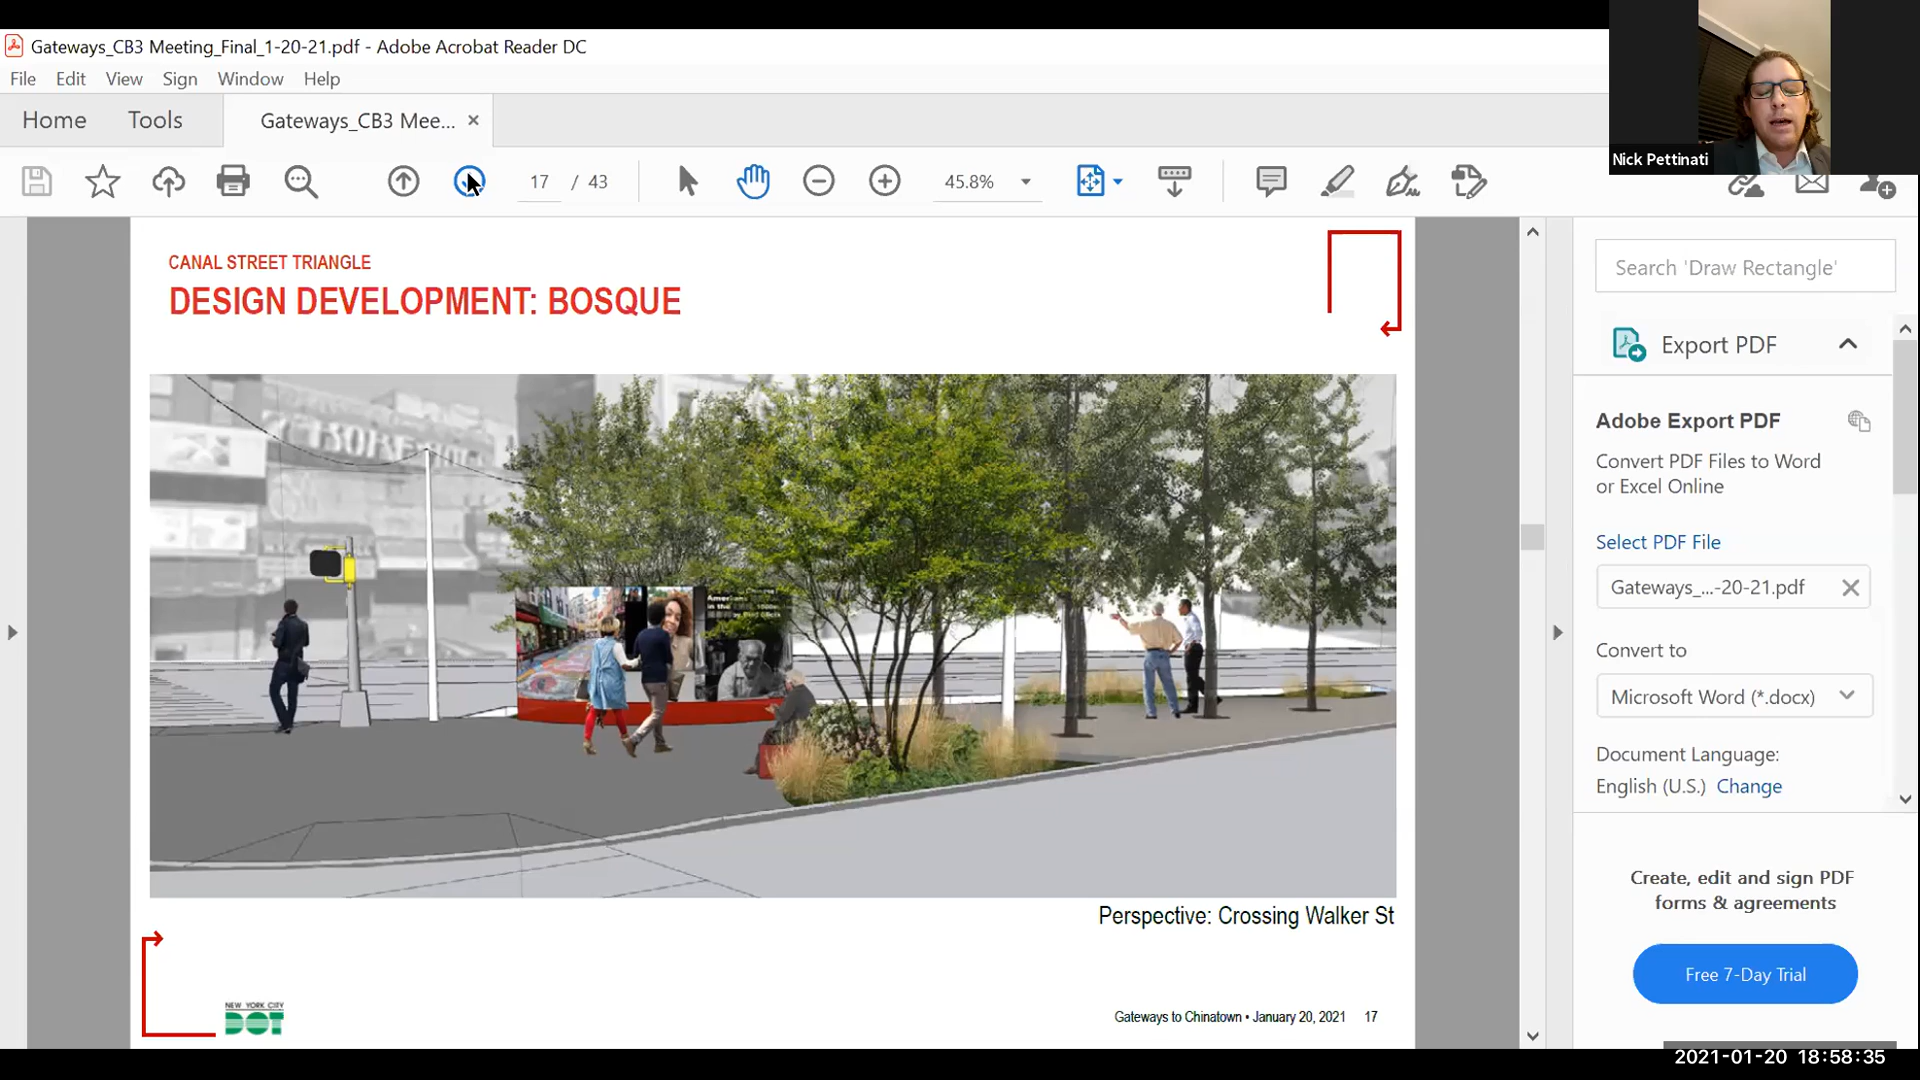 Gateways_CB3 Meeting_Final_1-20-21.pdf - Adobe Acrobat Reader DC
File Edit View Sign Window Help
Home Tools Gateways_CB3 Mee... ×
17 / 43 45.8%
Nick Pettinati
CANAL STREET TRIANGLE
DESIGN DEVELOPMENT: BOSQUE
Perspective: Crossing Walker St
NEW YORK CITY
DOT
Gateways to Chinatown • January 20, 2021 17
Search 'Draw Rectangle'
Export PDF
Adobe Export PDF
Convert PDF Files to Word
or Excel Online
Select PDF File
Gateways_...-20-21.pdf
Convert to
Microsoft Word (*.docx)
Document Language:
English (U.S.) Change
Create, edit and sign PDF
forms & agreements
Free 7-Day Trial
2021-01-20 18:58:35